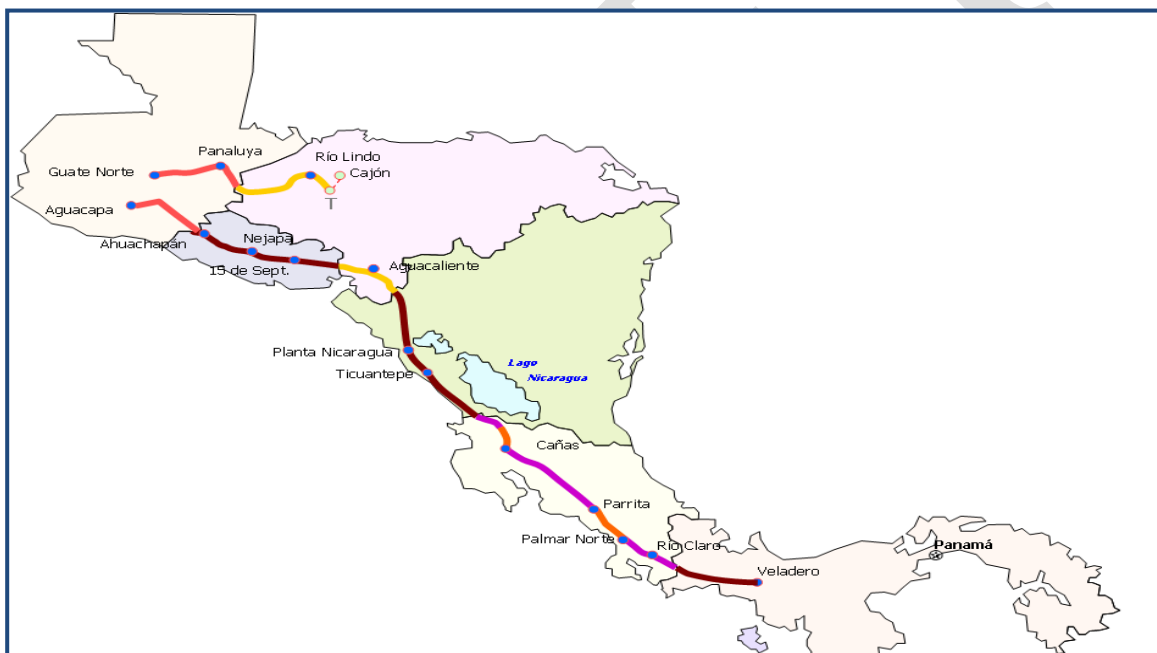 Panaluya
Río Lindo
Guate Norte
Cajón
Aguacapa
T
Ahuachapán
Nejapa
15 de Sept.
Aguacaliente
Planta Nicaragua
Lago
Nicaragua
Ticuantepe
Cañas
Parrita
Palmar Norte
Río Claro
Panamá
Veladero